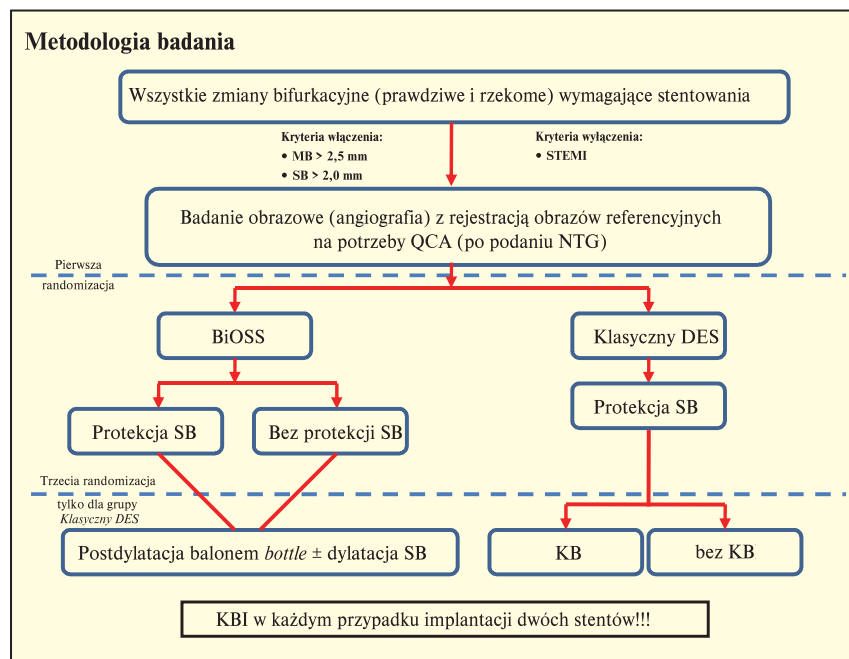 Metodologia badania
Wszystkie zmiany bifurkacyjne (prawdziwe i rzekome) wymagające stentowania
Kryteria włączenia:
• MB > 2,5 mm
• SB > 2,0 mm
Kryteria wyłączenia:
• STEMI
Badanie obrazowe (angiografia) z rejestracją obrazów referencyjnych
na potrzeby QCA (po podaniu NTG)
Pierwsza
randomizacja
BiOSS
Klasyczny DES
Protekcja SB
Bez protekcji SB
Protekcja SB
Trzecia randomizacja
tylko dla grupy
Klasyczny DES
Postdylatacja balonem bottle ± dylatacja SB
KB
bez KB
KBI w każdym przypadku implantacji dwóch stentów!!!